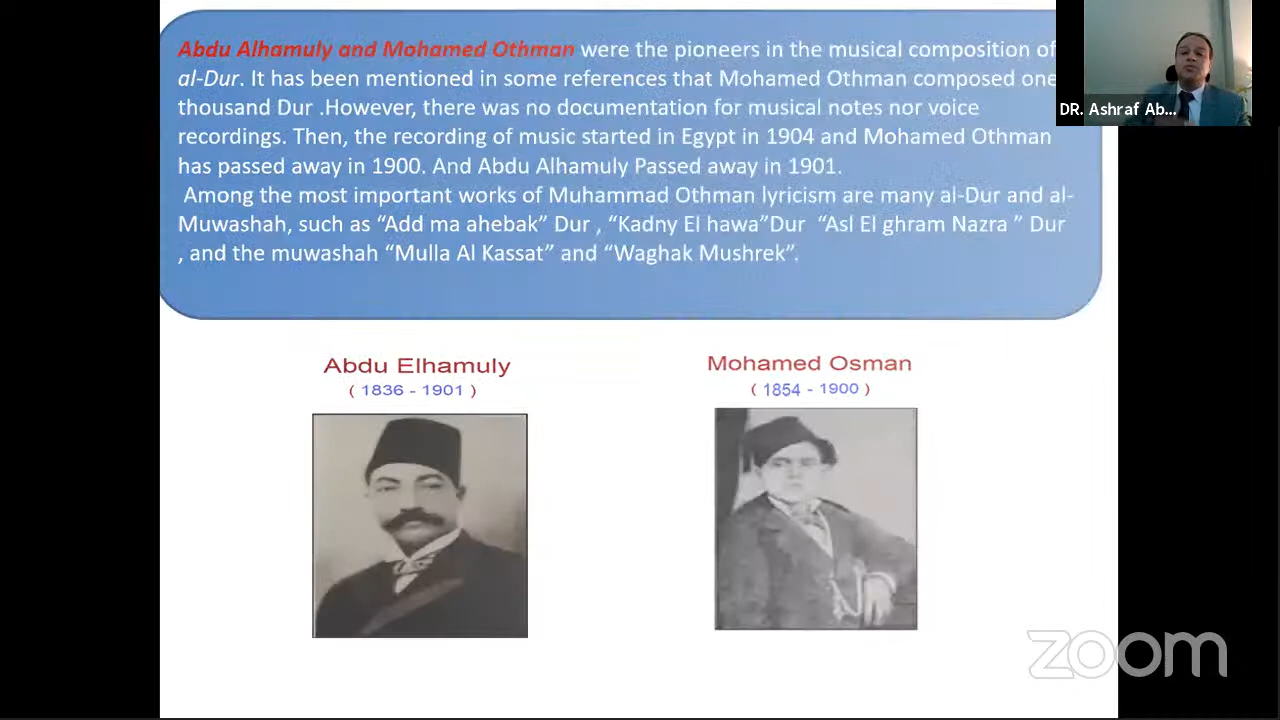 Abdu Alhamuly and Mohamed Othman were the pioneers in the musical composition of
al-Dur. It has been mentioned in some references that Mohamed Othman composed one
thousand Dur .However, there was no documentation for musical notes nor voice
recordings. Then, the recording of music started in Egypt in 1904 and Mohamed Othman
has passed away in 1900. And Abdu Alhamuly Passed away in 1901.
Among the most important works of Muhammad Othman lyricism are many al-Dur and al-
Muwashah, such as “Add ma ahebak” Dur , “Kadny El hawa”Dur “Asl El ghram Nazra ” Dur
, and the muwashah “Mulla Al Kassat” and “Waghak Mushrek”.
DR. Ashraf Ab...
Abdu Elhamuly
( 1836 - 1901 )
Mohamed Osman
( 1854 - 1900 )
zoom